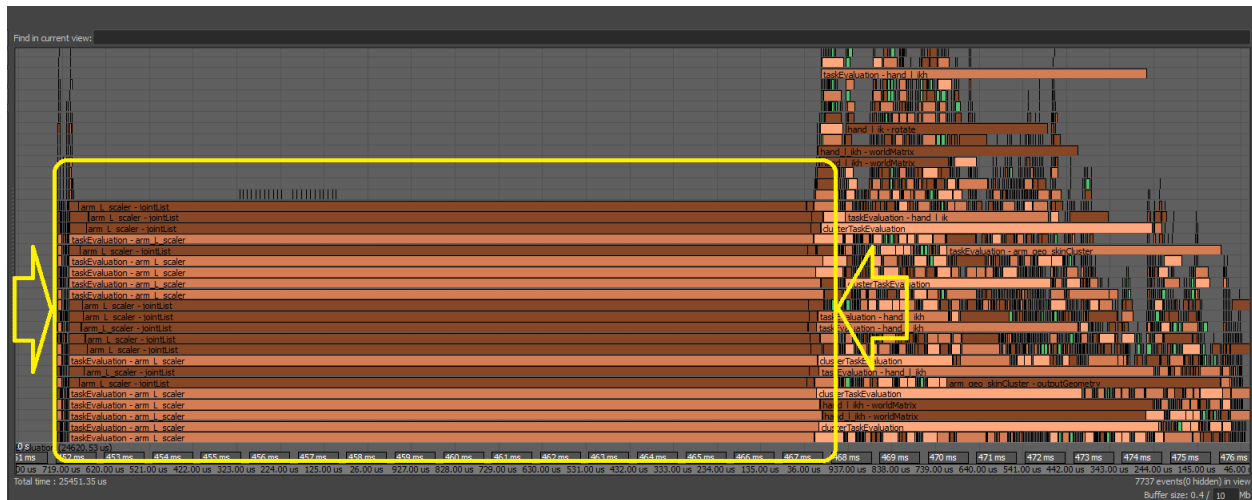 Find in current view:
taskEvaluation - hand_l_ikh
hand_l_ik - rotate
hand_l_ikh - worldMatrix
hand_l_ikh - worldMatrix
arm_L_scaler - jointList
arm_L_scaler - jointList taskEvaluation - hand_l_ik
arm_L_scaler - jointList clusterTaskEvaluation
taskEvaluation - arm_L_scaler
arm_L_scaler - jointList taskEvaluation - arm_geo_skinCluster
taskEvaluation - arm_L_scaler
taskEvaluation - arm_L_scaler
taskEvaluation - arm_L_scaler clusterTaskEvaluation
taskEvaluation - arm_L_scaler
arm_L_scaler - jointList
arm_L_scaler - jointList taskEvaluation - hand_l_ikh
arm_L_scaler - jointList taskEvaluation - hand_l_ikh
arm_L_scaler - jointList
arm_L_scaler - jointList
taskEvaluation - arm_L_scaler clusterTaskEvaluation
arm_L_scaler - jointList taskEvaluation - hand_l_ikh
arm_L_scaler - jointList arm_geo_skinCluster - outputGeometry
taskEvaluation - arm_L_scaler clusterTaskEvaluation
taskEvaluation - arm_L_scaler hand_l_ikh - worldMatrix
taskEvaluation - arm_L_scaler hand_l_ikh - worldMatrix
taskEvaluation - arm_L_scaler clusterTaskEvaluation
taskEvaluation - arm_L_scaler
(24620.53 us)
51 ms 452 ms 453 ms 454 ms 455 ms 456 ms 457 ms 458 ms 459 ms 460 ms 461 ms 462 ms 463 ms 464 ms 465 ms 466 ms 467 ms 468 ms 469 ms 470 ms 471 ms 472 ms 473 ms 474 ms 475 ms 476 ms
00 us 719.00 us 620.00 us 521.00 us 422.00 us 323.00 us 224.00 us 125.00 us 26.00 us 927.00 us 828.00 us 729.00 us 630.00 us 531.00 us 432.00 us 333.00 us 234.00 us 135.00 us 36.00 us 937.00 us 838.00 us 739.00 us 640.00 us 541.00 us 442.00 us 343.00 us 244.00 us 145.00 us 46.00
Total time : 25451.35 us 7737 events(0 hidden) in view
Buffer size: 0.4 / 10 Mb